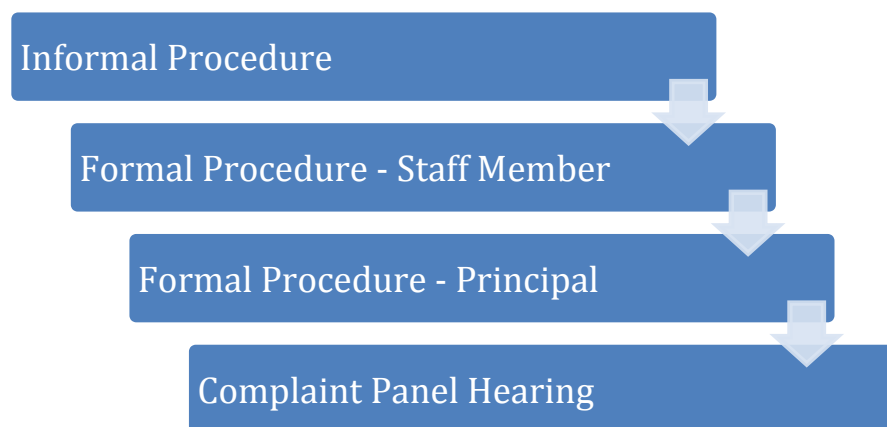 Informal Procedure
Formal Procedure - Staff Member
Formal Procedure - Principal
Complaint Panel Hearing